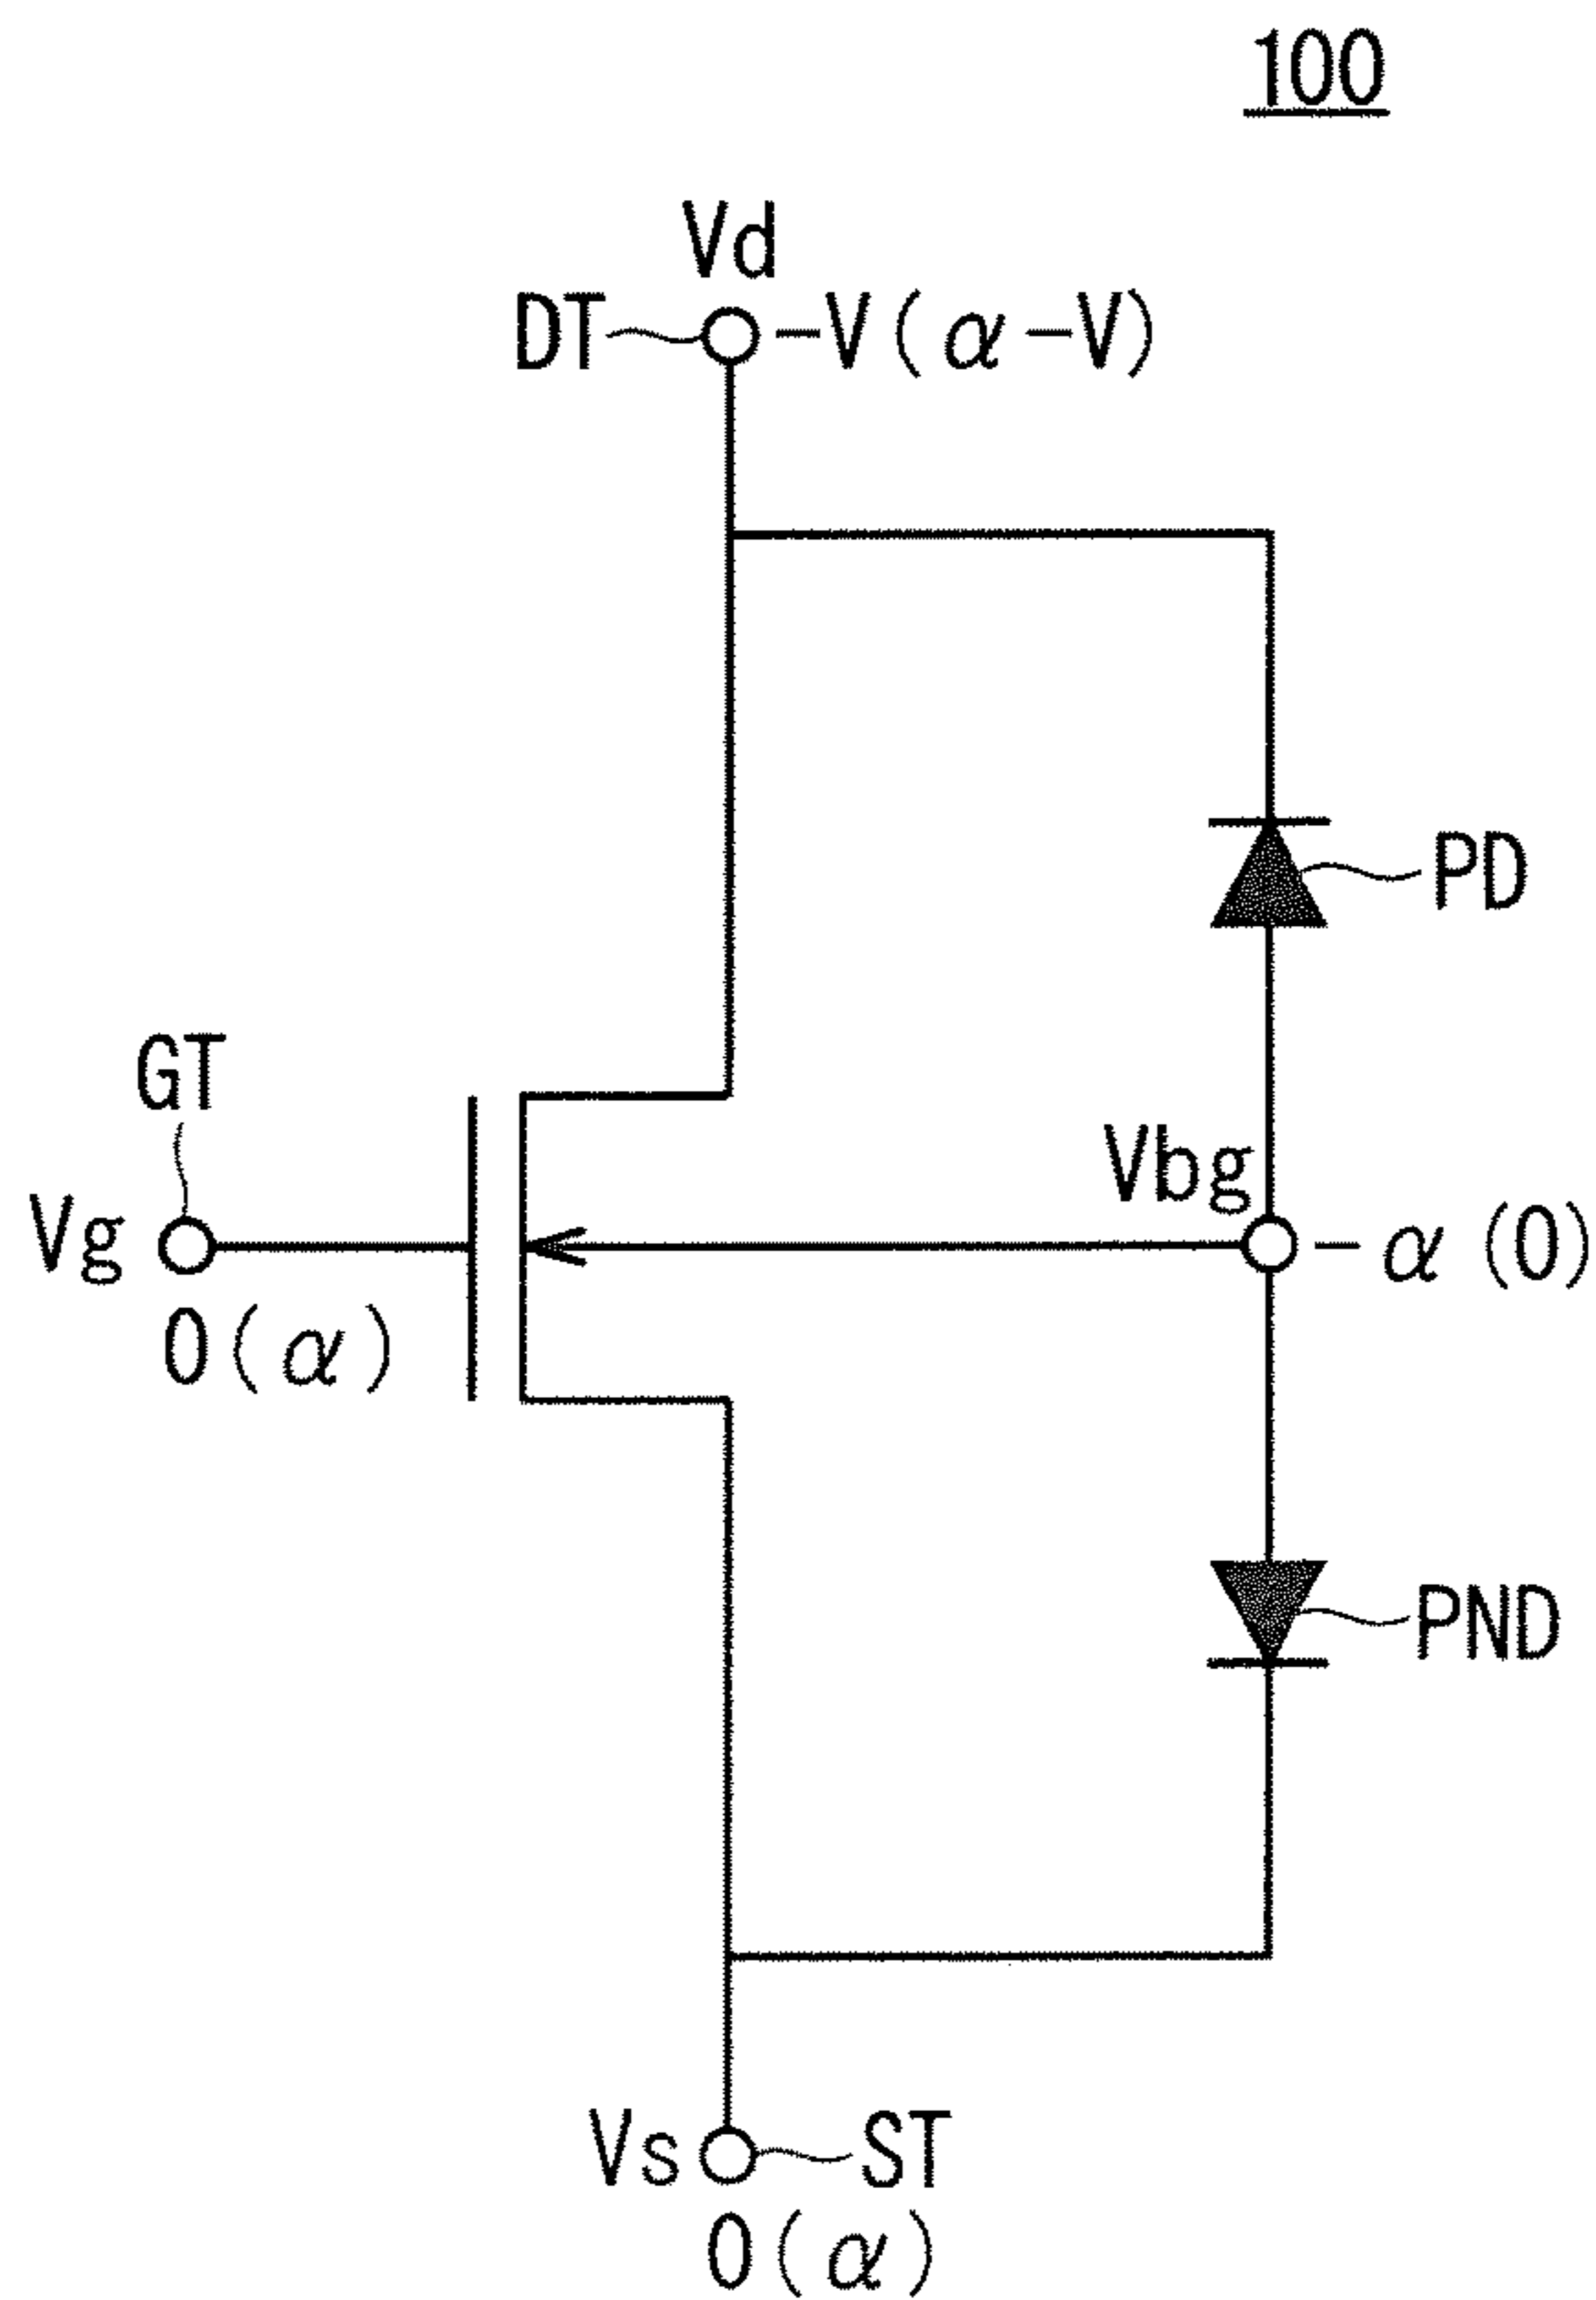 100
Vd
DT -V(α-V)
PD
GT
Vbg
Vg -α(0)
0(α)
PND
Vs ST
0(α)